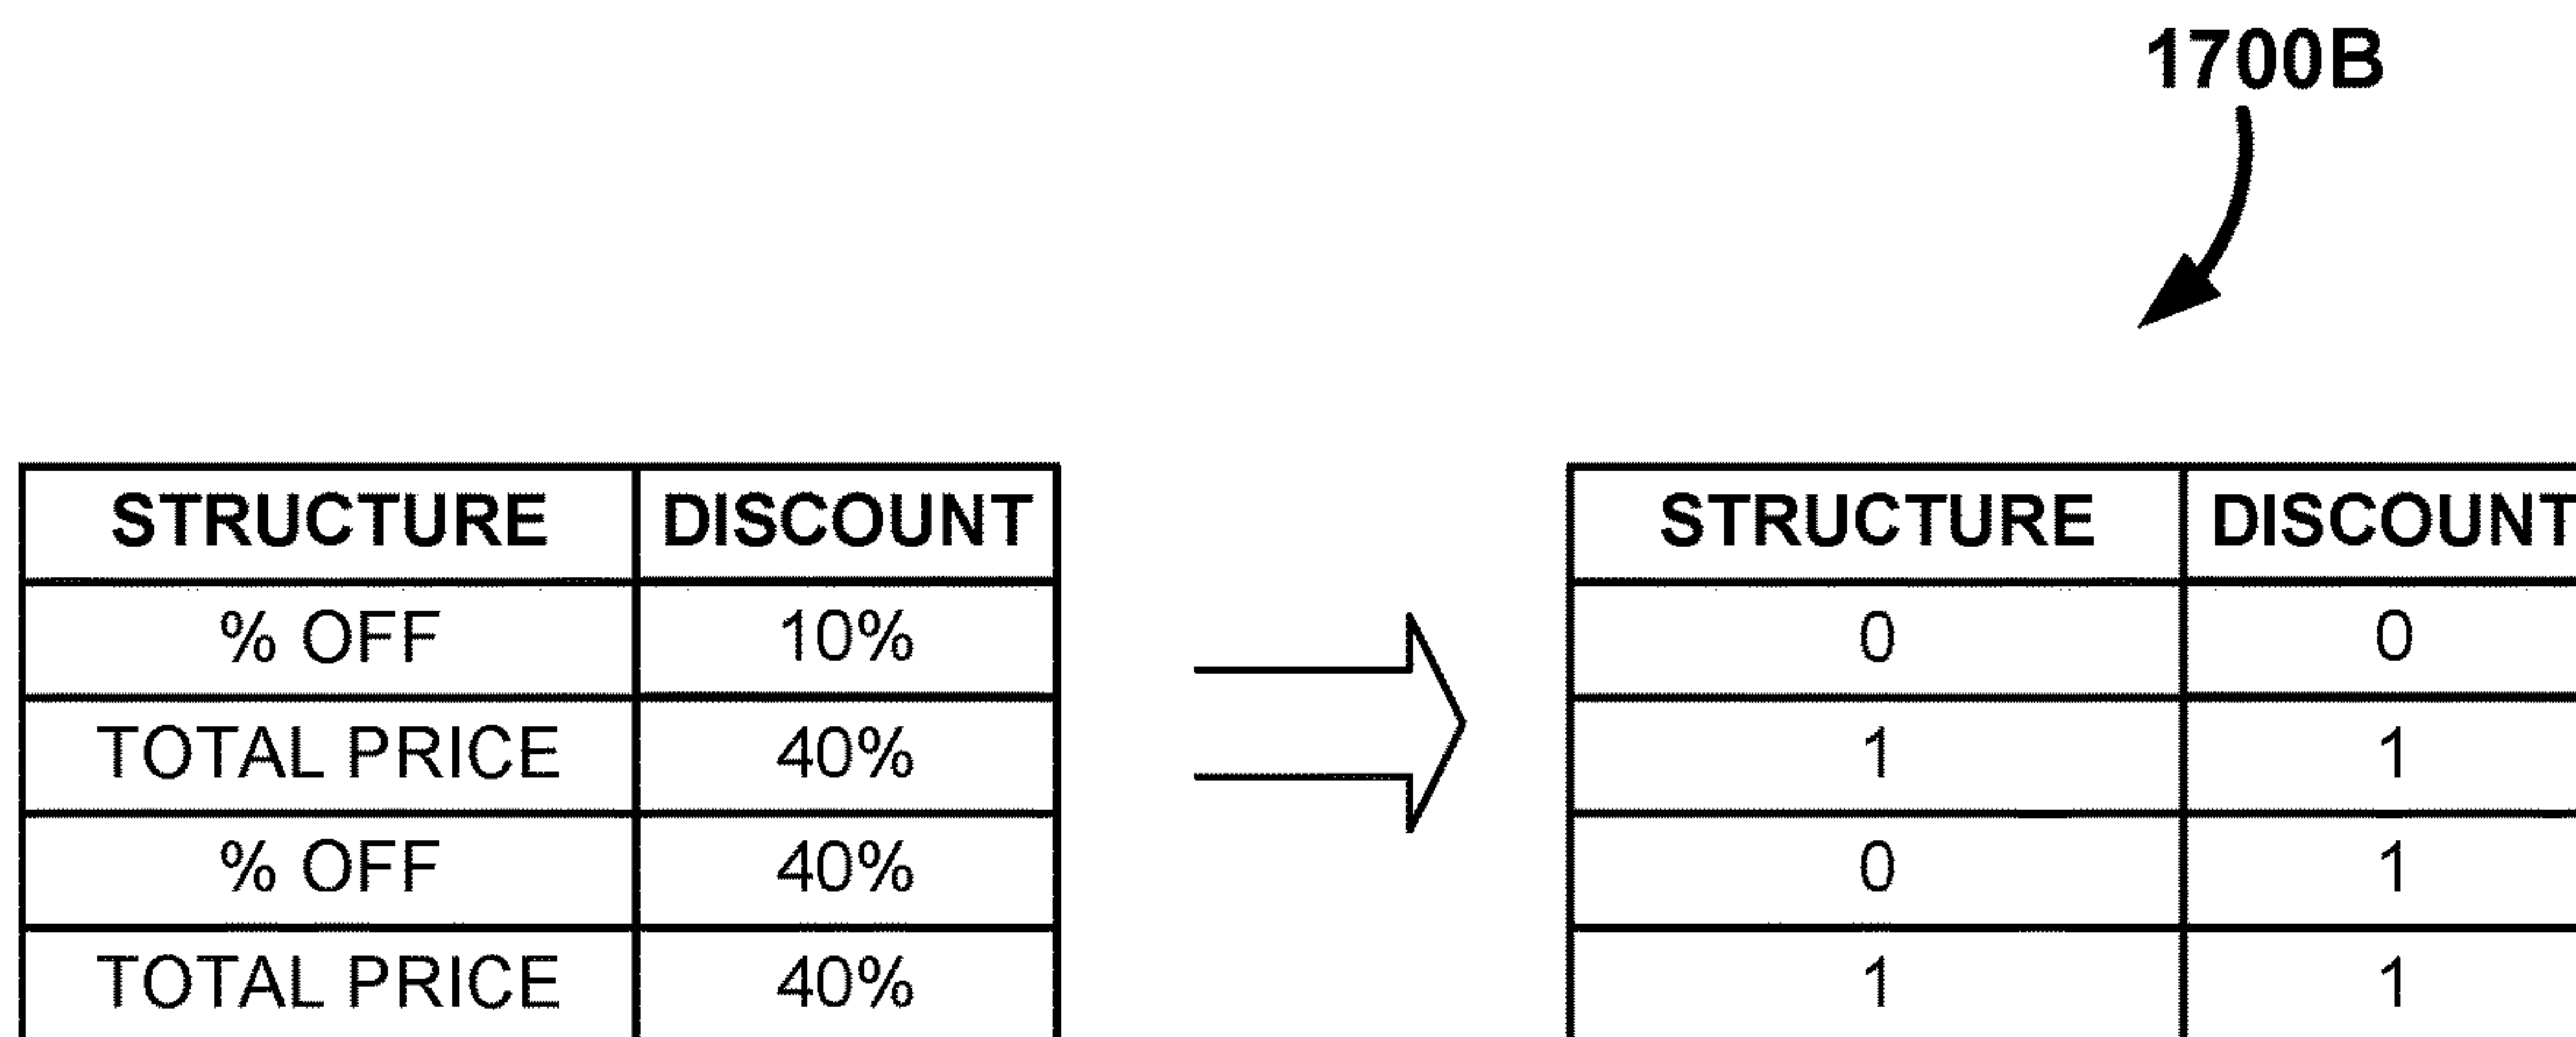 1700B
STRUCTURE DISCOUNT STRUCTURE DISCOUNT
% OFF 10% 0 0
TOTAL PRICE 40% 1 1
% OFF 40% 0 1
TOTAL PRICE 40% 1 1